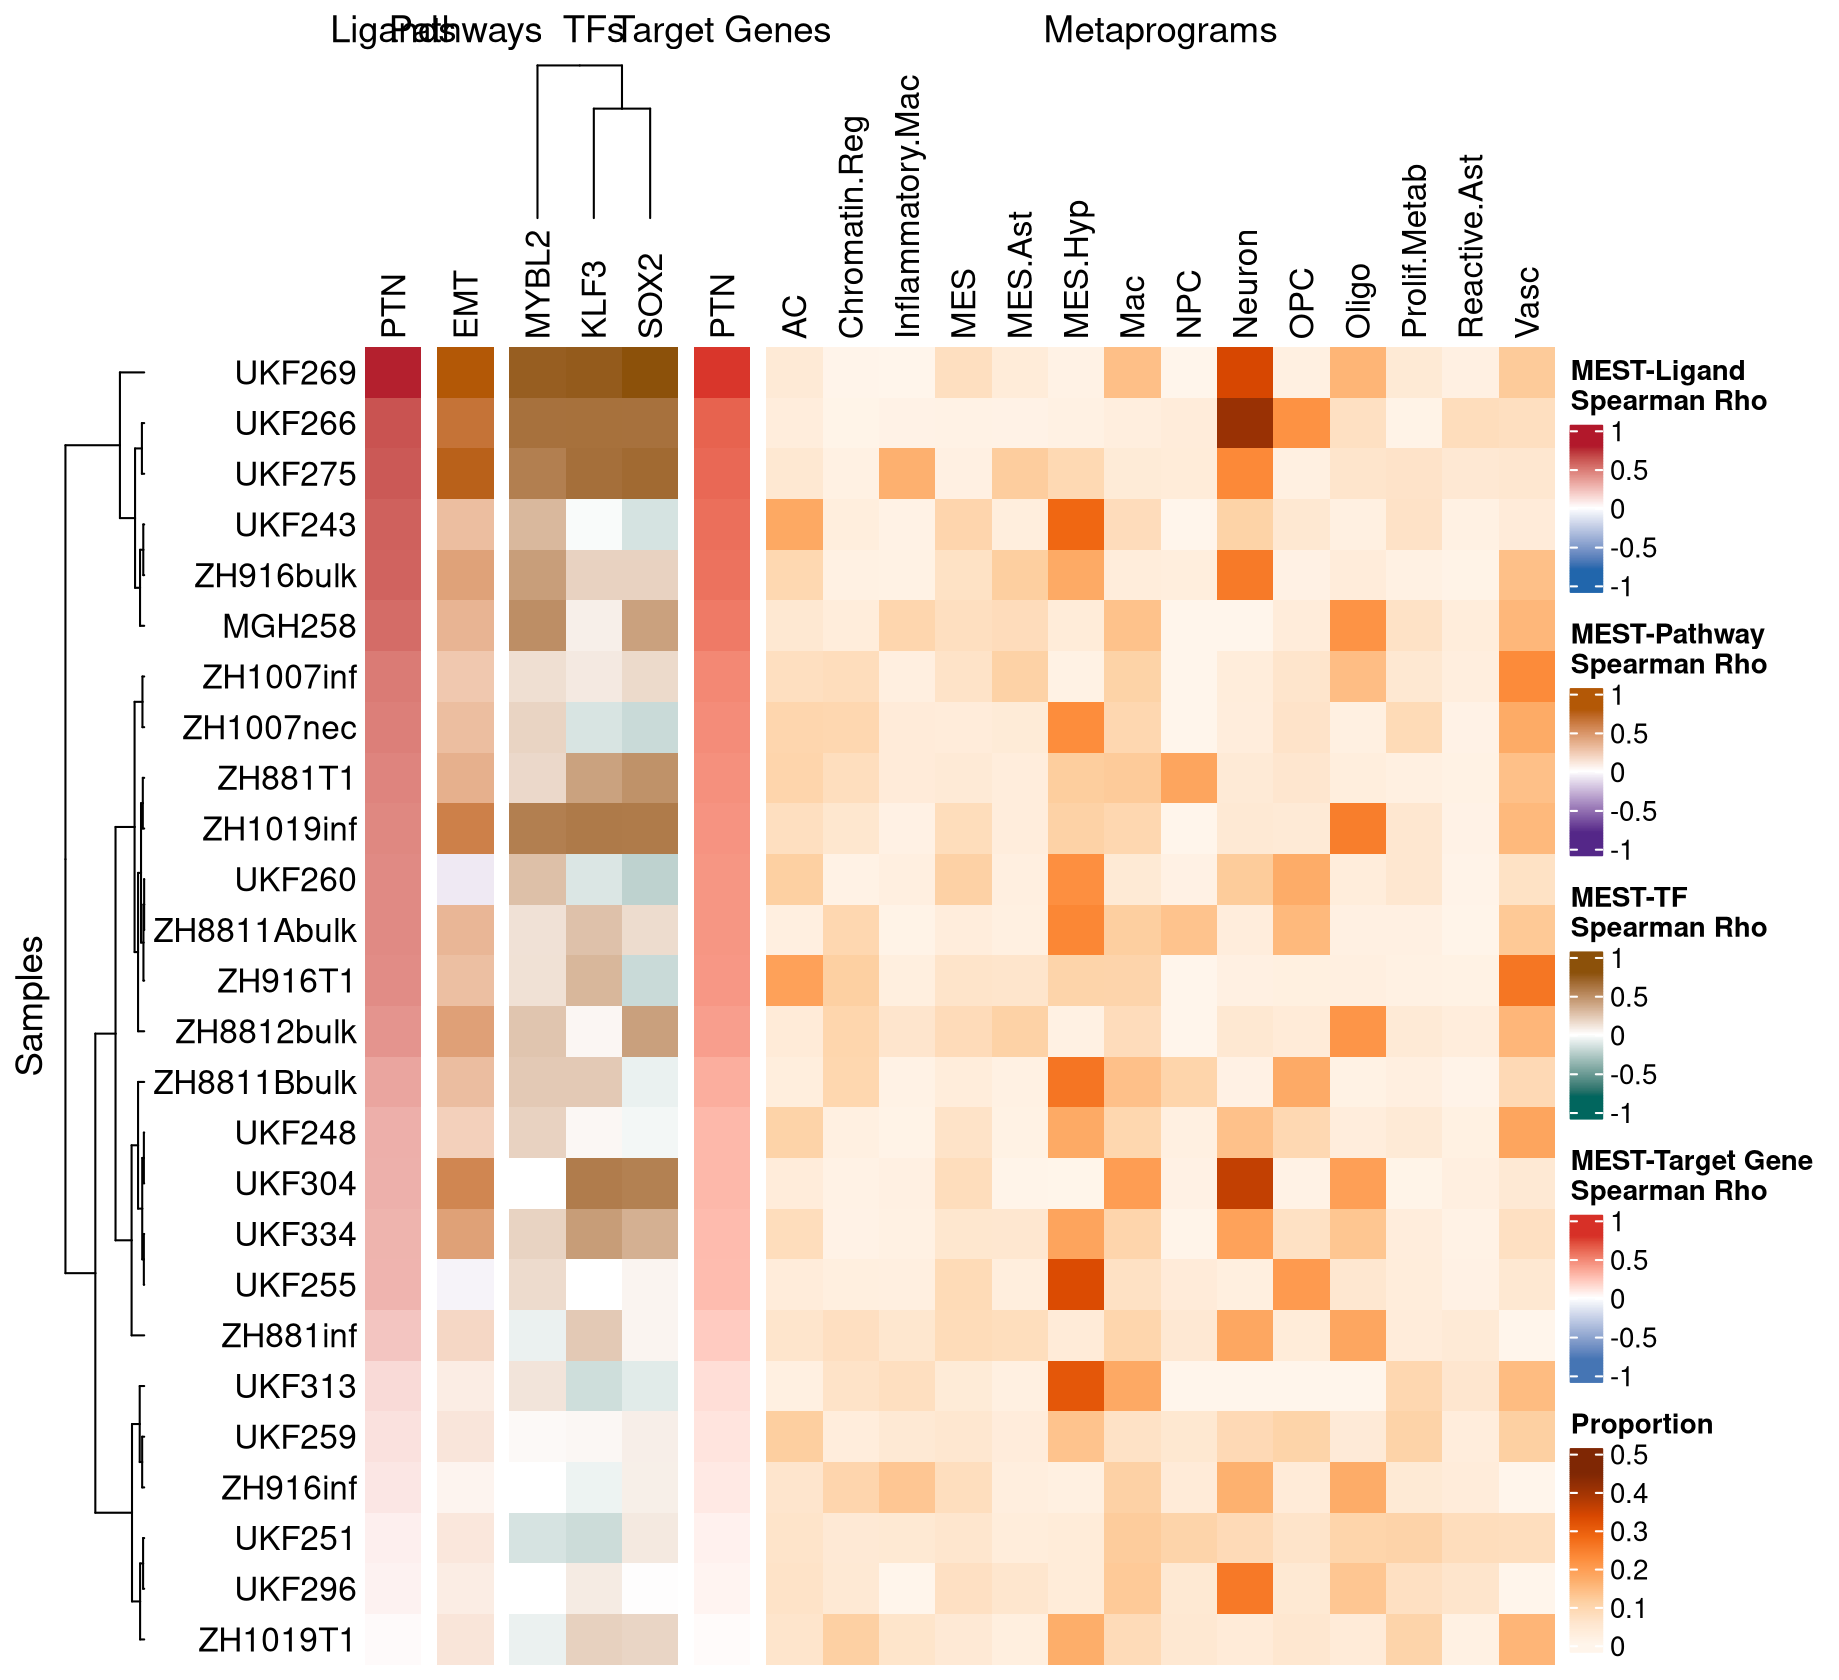 Ligands Pathways TFs Target Genes Metaprograms
PTN EMT MYBL2 KLF3 SOX2 PTN AC Chromatin.Reg Inflammatory.Mac MES MES.Ast MES.Hyp Mac NPC Neuron OPC Oligo Prolif.Metab Reactive.Ast Vasc
Samples
UKF269
UKF266
UKF275
UKF243
ZH916bulk
MGH258
ZH1007inf
ZH1007nec
ZH881T1
ZH1019inf
UKF260
ZH8811Abulk
ZH916T1
ZH8812bulk
ZH8811Bbulk
UKF248
UKF304
UKF334
UKF255
ZH881inf
UKF313
UKF259
ZH916inf
UKF251
UKF296
ZH1019T1
MEST-Ligand
Spearman Rho
1
0.5
0
-0.5
-1
MEST-Pathway
Spearman Rho
1
0.5
0
-0.5
-1
MEST-TF
Spearman Rho
1
0.5
0
-0.5
-1
MEST-Target Gene
Spearman Rho
1
0.5
0
-0.5
-1
Proportion
0.5
0.4
0.3
0.2
0.1
0